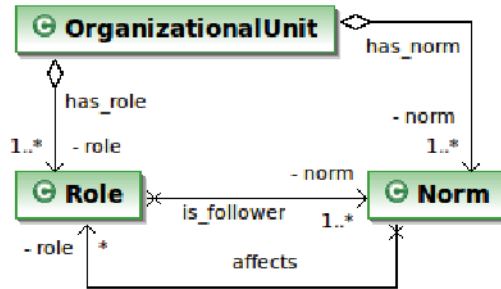 C OrganizationalUnit
has_role
has_norm
1..* - role
- norm
1..*
C Role
- norm
C Norm
is_follower
1..*
- role *
affects